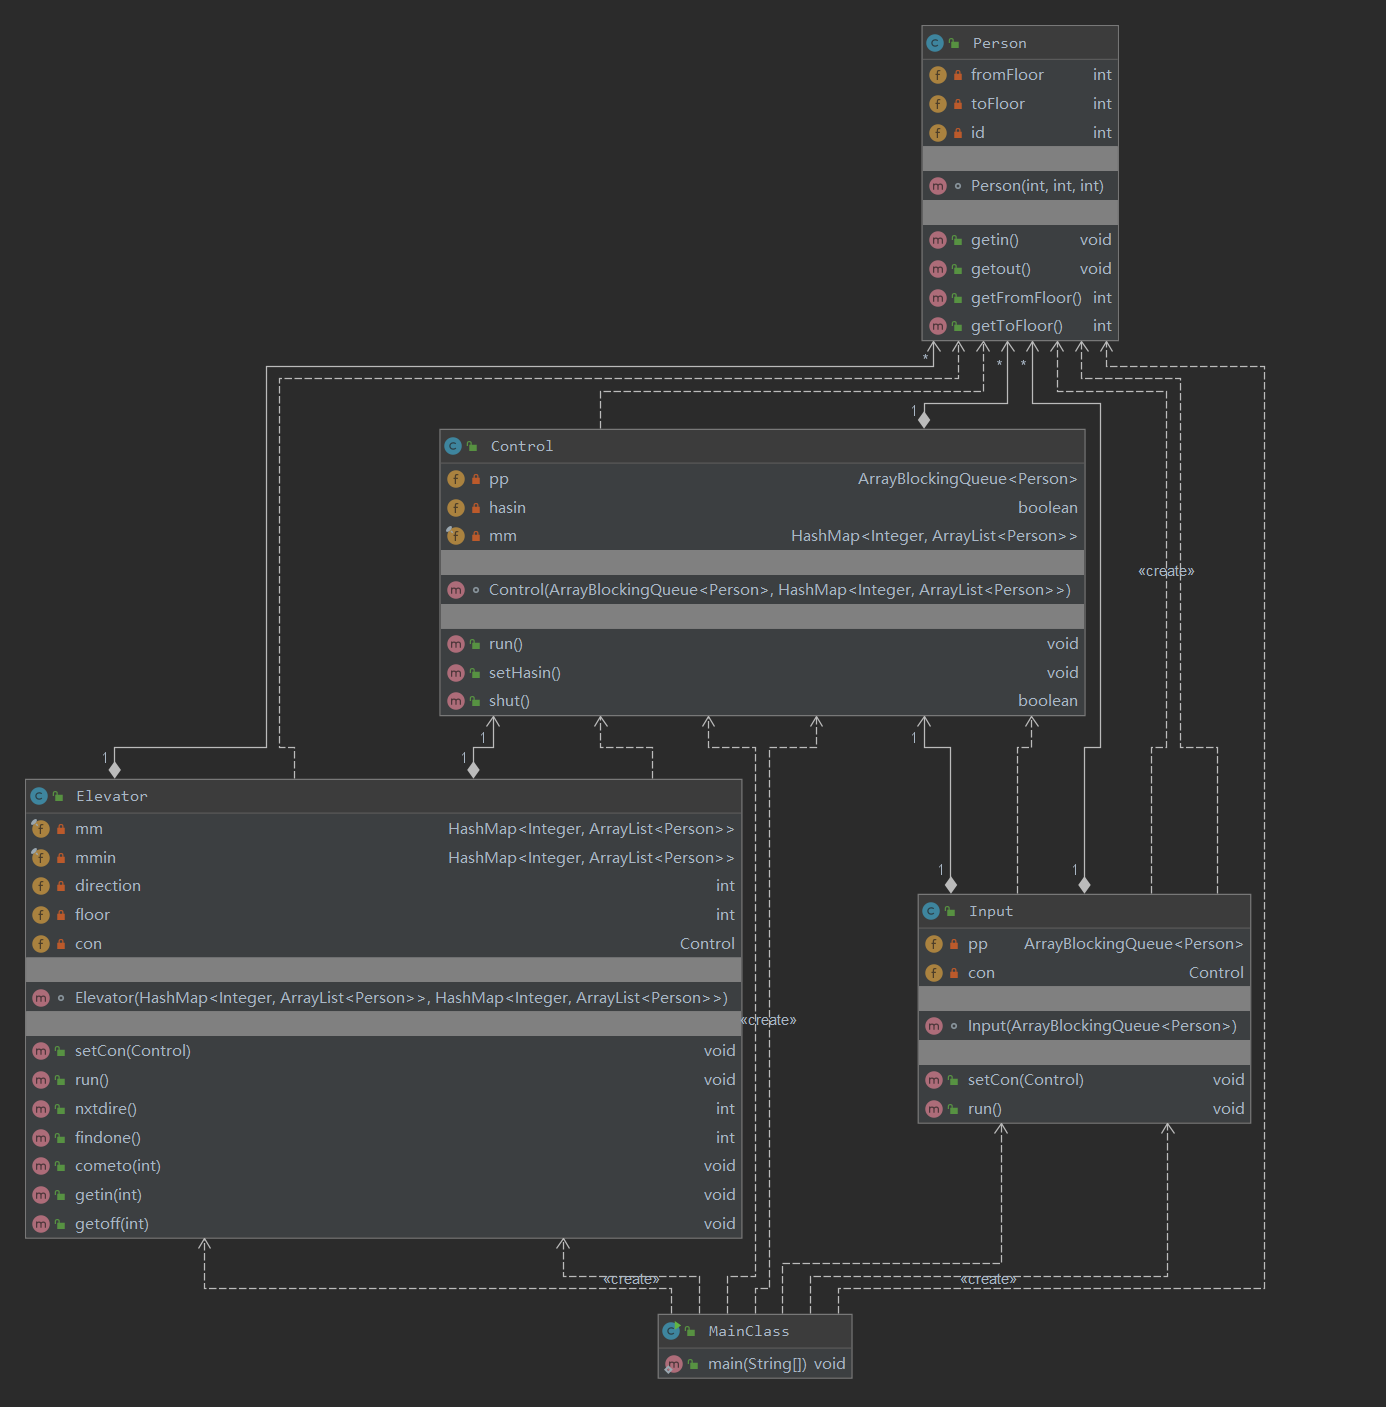 Person
fromFloor int
toFloor int
id int
Person(int, int, int)
getin() void
getout() void
getFromFloor() int
getToFloor() int
* * *
1
Control
pp ArrayBlockingQueue<Person>
hasin boolean
mm HashMap<Integer, ArrayList<Person>>
Control(ArrayBlockingQueue<Person>, HashMap<Integer, ArrayList<Person>>)
run() void
setHasin() void
shut() boolean
«create»
1 1
1 1
Elevator
mm HashMap<Integer, ArrayList<Person>>
mmin HashMap<Integer, ArrayList<Person>>
direction int
floor int
con Control
Elevator(HashMap<Integer, ArrayList<Person>>, HashMap<Integer, ArrayList<Person>>)
setCon(Control) void
run() void
nxtdire() int
findone() int
cometo(int) void
getin(int) void
getoff(int) void
«create»
1 1
Input
pp ArrayBlockingQueue<Person>
con Control
Input(ArrayBlockingQueue<Person>)
setCon(Control) void
run() void
«create» «create»
MainClass
main(String[]) void